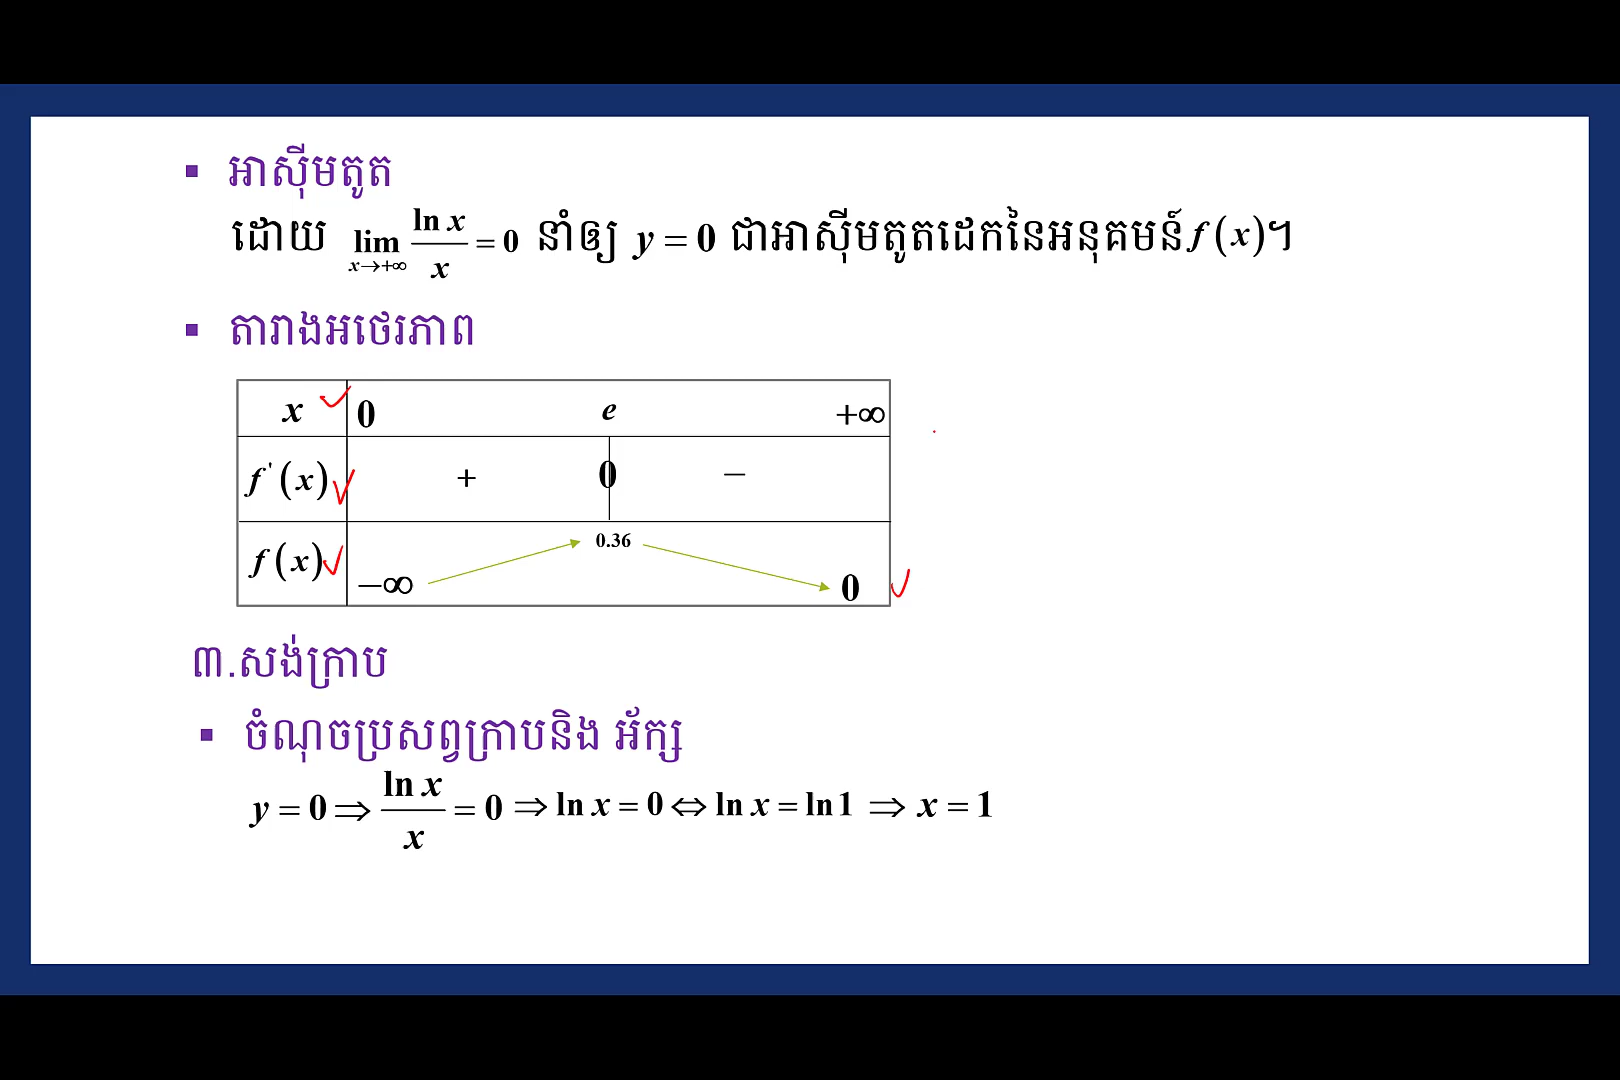 ▪ អាស៊ីមតូត
ដោយ lim x→+∞ ln x / x = 0 នាំឲ្យ y = 0 ជាអាស៊ីមតូតដេកនៃអនុគមន៍ f(x)។
▪ តារាងអថេរភាព
x 0 e +∞
f'(x) + 0 −
f(x) −∞ 0.36 0
៣.សង់ក្រាប
▪ ចំណុចប្រសព្វក្រាបនិង អ័ក្ស
y = 0 ⇒ ln x / x = 0 ⇒ ln x = 0 ⇔ ln x = ln 1 ⇒ x = 1